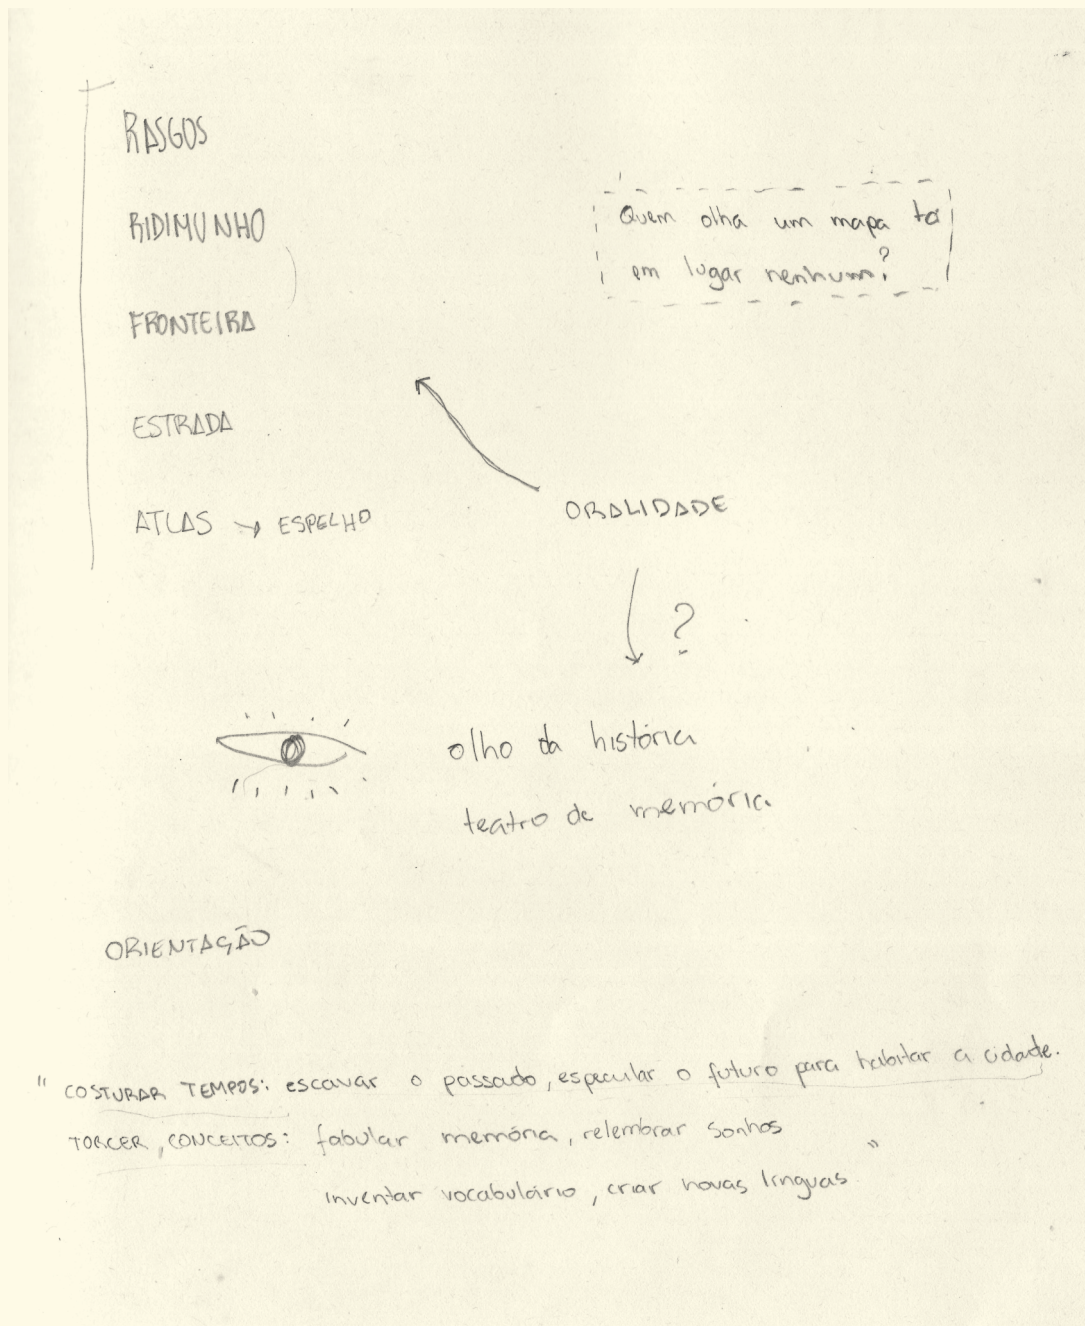 RASGOS
RIDIMUNHO
Quem olha um mapa tá
em lugar nenhum?
FRONTEIRA
ESTRADA
ATLAS → ESPELHO
ORALIDADE
?
olho da história
teatro de memória
ORIENTAÇÃO
" COSTURAR TEMPOS: escavar o passado, especular o futuro para habitar a cidade.
TORCER, CONCEITOS: fabular memória, relembrar sonhos
inventar vocabulário, criar novas línguas "